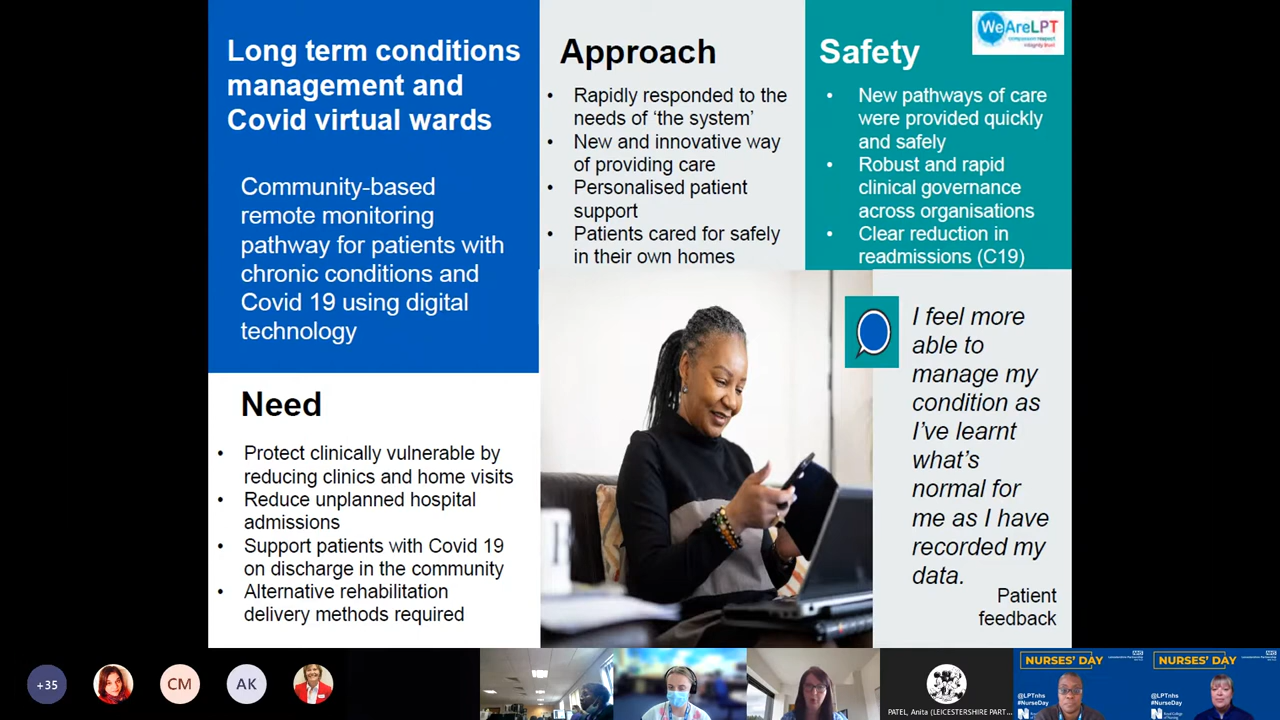 Long term conditions
management and
Covid virtual wards
Community-based
remote monitoring
pathway for patients with
chronic conditions and
Covid 19 using digital
technology
Need
• Protect clinically vulnerable by
reducing clinics and home visits
• Reduce unplanned hospital
admissions
• Support patients with Covid 19
on discharge in the community
• Alternative rehabilitation
delivery methods required
Approach
• Rapidly responded to the
needs of ‘the system’
• New and innovative way
of providing care
• Personalised patient
support
• Patients cared for safely
in their own homes
Safety
WeAreLPT
• New pathways of care
were provided quickly
and safely
• Robust and rapid
clinical governance
across organisations
• Clear reduction in
readmissions (C19)
I feel more
able to
manage my
condition as
I’ve learnt
what’s
normal for
me as I have
recorded my
data.
Patient
feedback
+35
CM
AK
PATEL, Anita (LEICESTERSHIRE PART...
NURSES' DAY
NHS
@LPTnhs
#NurseDay
NURSES' DAY
NHS
@LPTnhs
#NurseDay